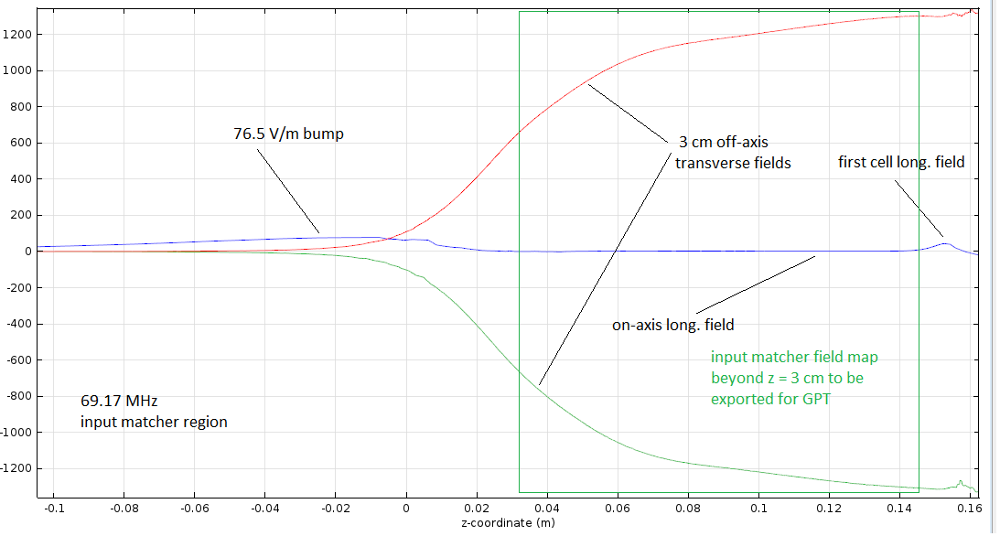 1200
1000
800
600
400
200
0
-200
-400
-600
-800
-1000
-1200
76.5 V/m bump
3 cm off-axis
transverse fields
first cell long. field
on-axis long. field
input matcher field map
beyond z = 3 cm to be
exported for GPT
69.17 MHz
input matcher region
-0.1 -0.08 -0.06 -0.04 -0.02 0 0.02 0.04 0.06 0.08 0.1 0.12 0.14 0.16
z-coordinate (m)